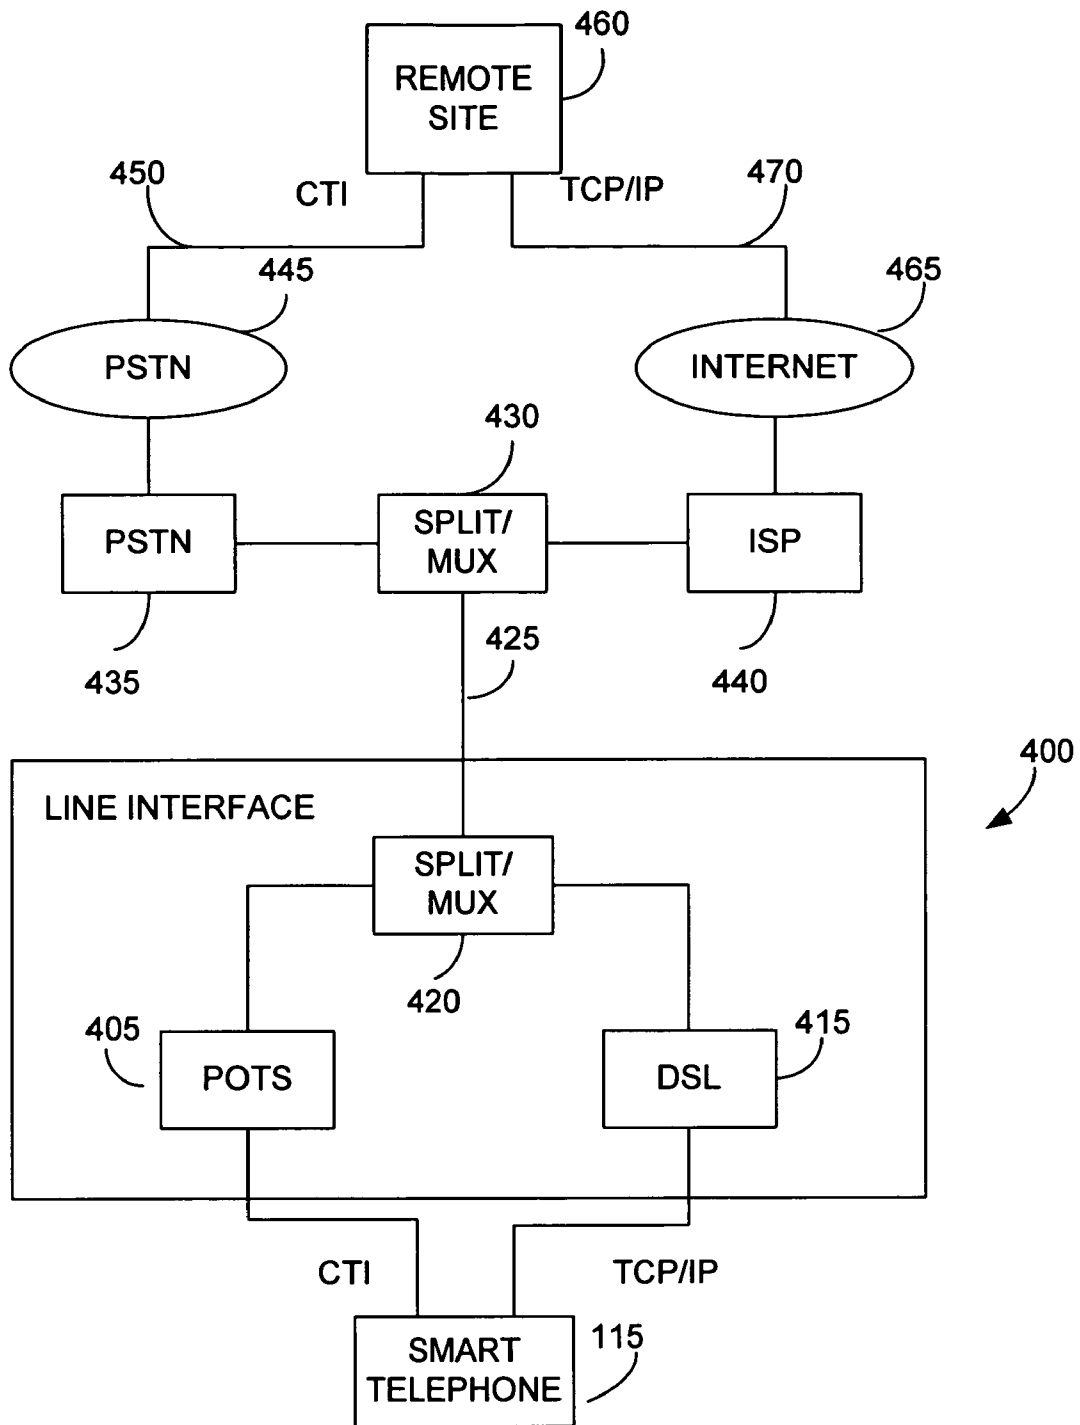 460
REMOTE
SITE
450
CTI
TCP/IP
470
445
465
PSTN
INTERNET
430
PSTN
SPLIT/
MUX
ISP
425
435
440
400
LINE INTERFACE
SPLIT/
MUX
420
405
415
POTS
DSL
CTI
TCP/IP
115
SMART
TELEPHONE